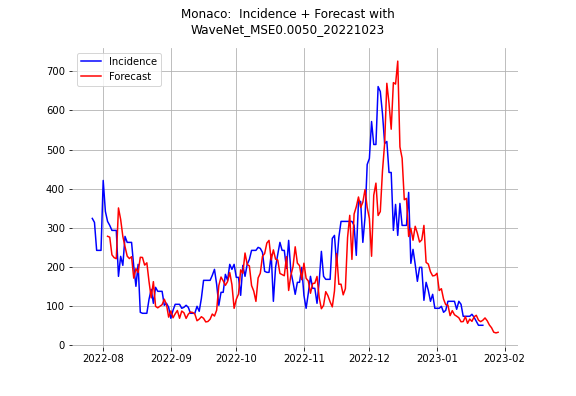 Monaco:  Incidence + Forecast with
WaveNet_MSE0.0050_20221023
Incidence
Forecast
700
600
500
400
300
200
100
0
2022-08 2022-09 2022-10 2022-11 2022-12 2023-01 2023-02